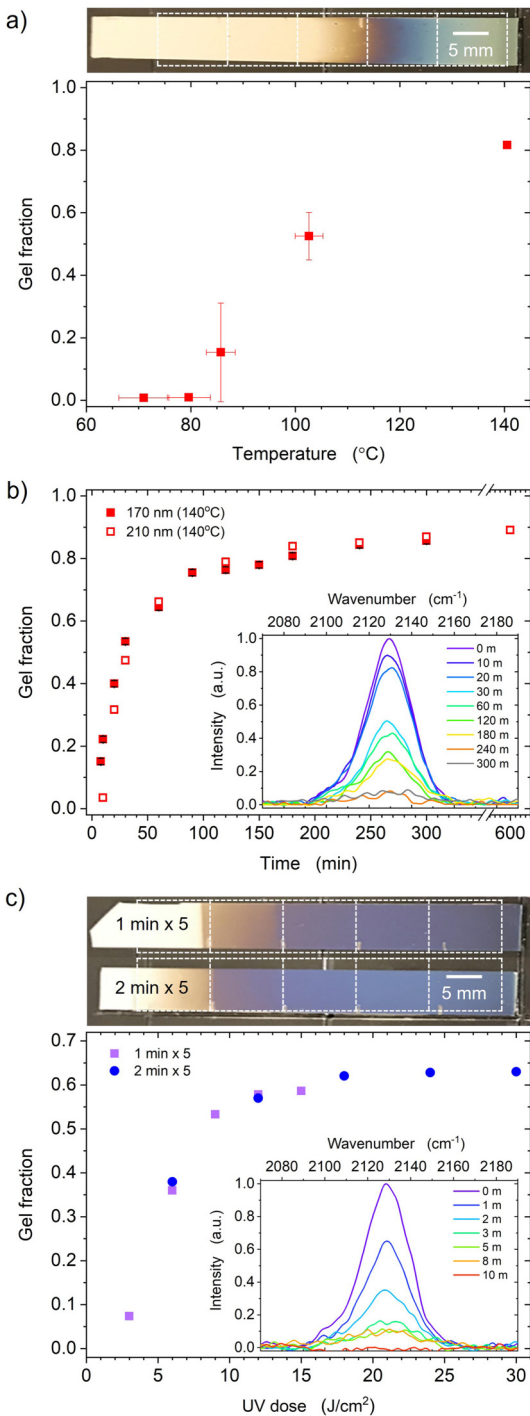 a)
5 mm
Gel fraction
0.8
0.6
0.4
0.2
0.0
60 80 100 120 140
Temperature (°C)
b)
1.0
0.8
0.6
0.4
0.2
0.0
Gel fraction
170 nm (140°C)
210 nm (140°C)
Wavenumber (cm-1)
2080 2100 2120 2140 2160 2180
Intensity (a.u.)
1.0
0.8
0.6
0.4
0.2
0.0
0 m
10 m
20 m
30 m
60 m
120 m
180 m
240 m
300 m
0 50 100 150 200 250 300 600
Time (min)
c)
1 min x 5
2 min x 5
5 mm
0.7
0.6
0.5
0.4
0.3
0.2
0.1
0.0
Gel fraction
1 min x 5
2 min x 5
Wavenumber (cm-1)
2080 2100 2120 2140 2160 2180
Intensity (a.u.)
1.0
0.8
0.6
0.4
0.2
0.0
0 m
1 m
2 m
3 m
5 m
8 m
10 m
0 5 10 15 20 25 30
UV dose (J/cm2)